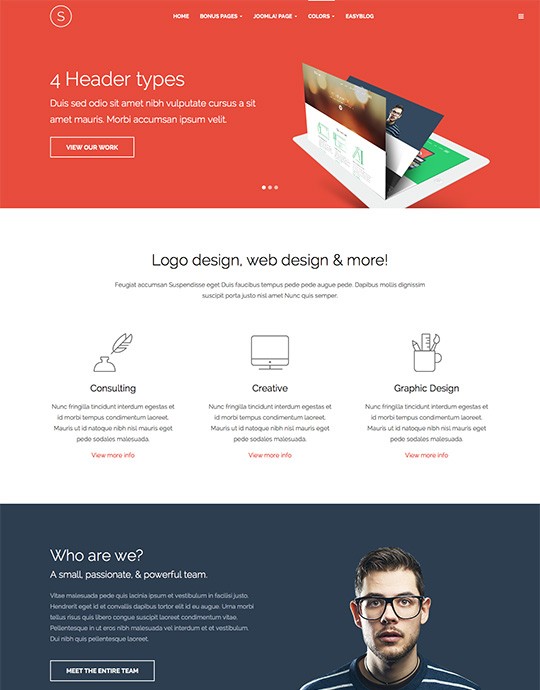 S
HOME BONUS PAGES JOOMLA! PAGE COLORS EASYBLOG
4 Header types
Duis sed odio sit amet nibh vulputate cursus a sit
amet mauris. Morbi accumsan ipsum velit.
VIEW OUR WORK
Logo design, web design & more!
Feugiat accumsan Suspendisse eget Duis faucibus tempus pede pede augue pede. Dapibus mollis dignissim
suscipit porta justo nisl amet Nunc quis semper.
Consulting
Nunc fringilla tincidunt interdum egestas et
id morbi tempus condimentum laoreet.
Mauris ut id natoque nibh nisl mauris eget
pede sodales malesuada.
View more info
Creative
Nunc fringilla tincidunt interdum egestas et
id morbi tempus condimentum laoreet.
Mauris ut id natoque nibh nisl mauris eget
pede sodales malesuada.
View more info
Graphic Design
Nunc fringilla tincidunt interdum egestas et
id morbi tempus condimentum laoreet.
Mauris ut id natoque nibh nisl mauris eget
pede sodales malesuada.
View more info
Who are we?
A small, passionate, & powerful team.
Vitae malesuada pede quis lacinia ipsum et vestibulum in facilisi justo.
Hendrerit eget id et convallis dapibus tortor elit id eu augue. Urna morbi
tellus risus quis libero congue suscipit laoreet condimentum vitae.
Pellentesque in ut eros nibh malesuada vel interdum et et vestibulum.
Dui nibh quis pellentesque laoreet.
MEET THE ENTIRE TEAM